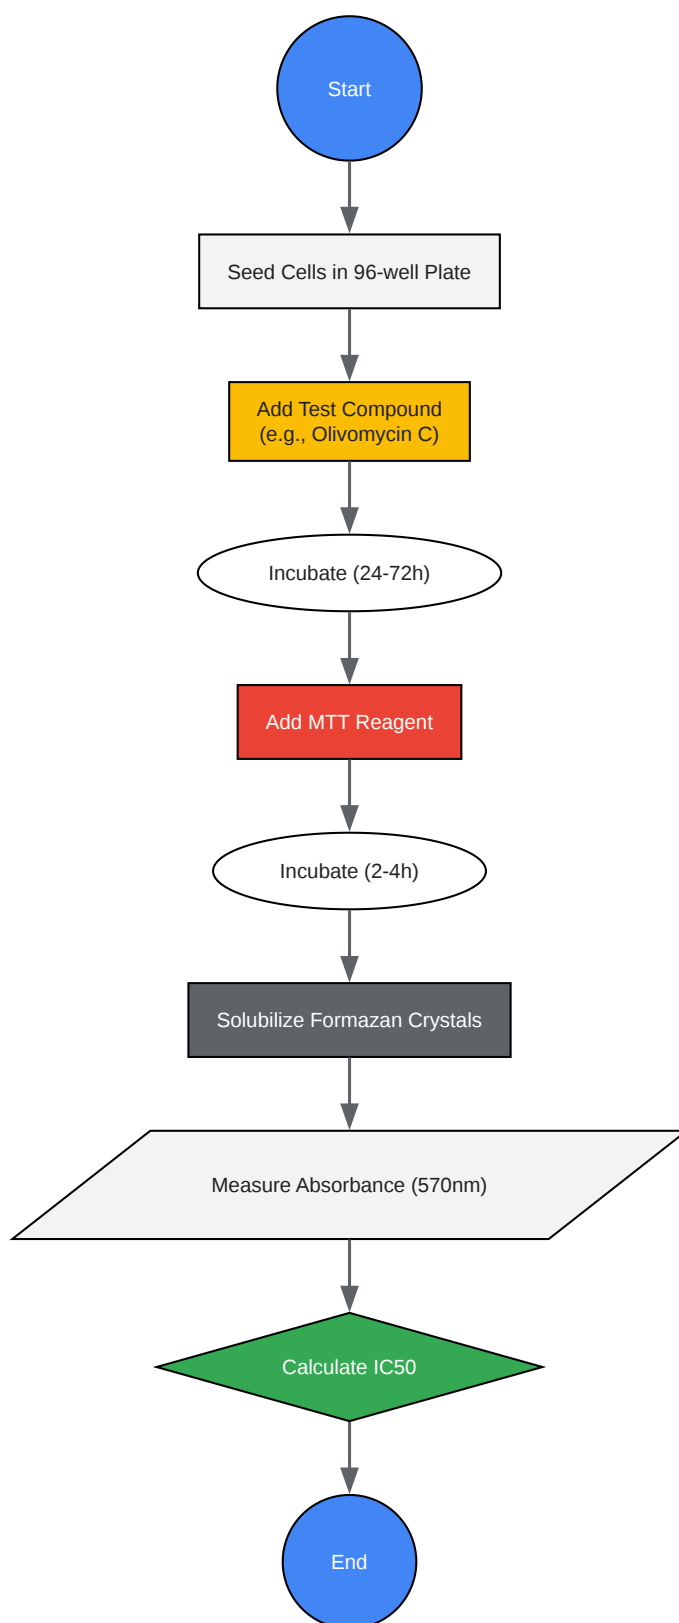 Start
Seed Cells in 96-well Plate
Add Test Compound
(e.g., Olivomycin C)
Incubate (24-72h)
Add MTT Reagent
Incubate (2-4h)
Solubilize Formazan Crystals
Measure Absorbance (570nm)
Calculate IC50
End